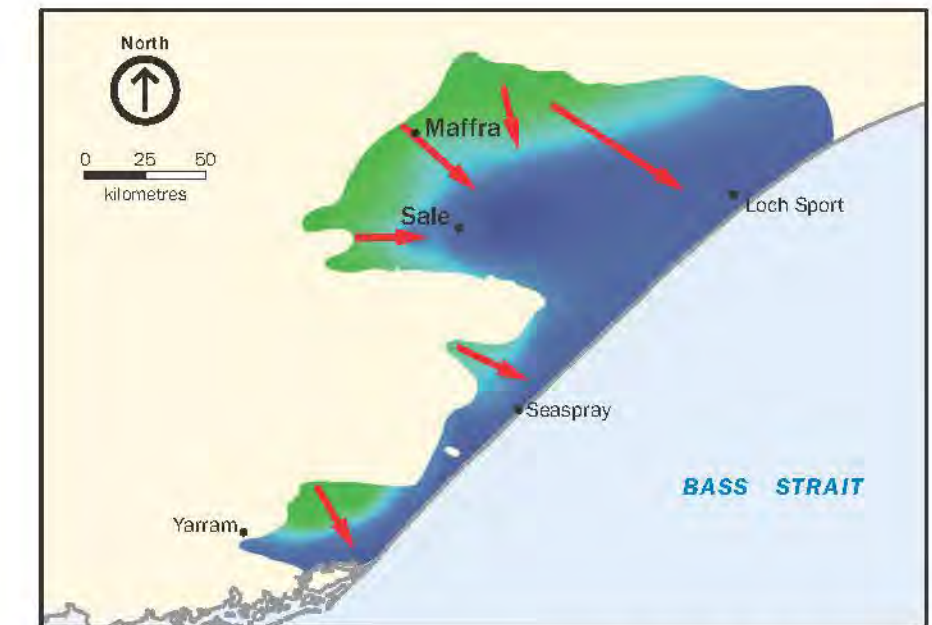 North
0 25 50
kilometres
Maffra
Sale
Loch Sport
Seaspray
BASS STRAIT
Yarram